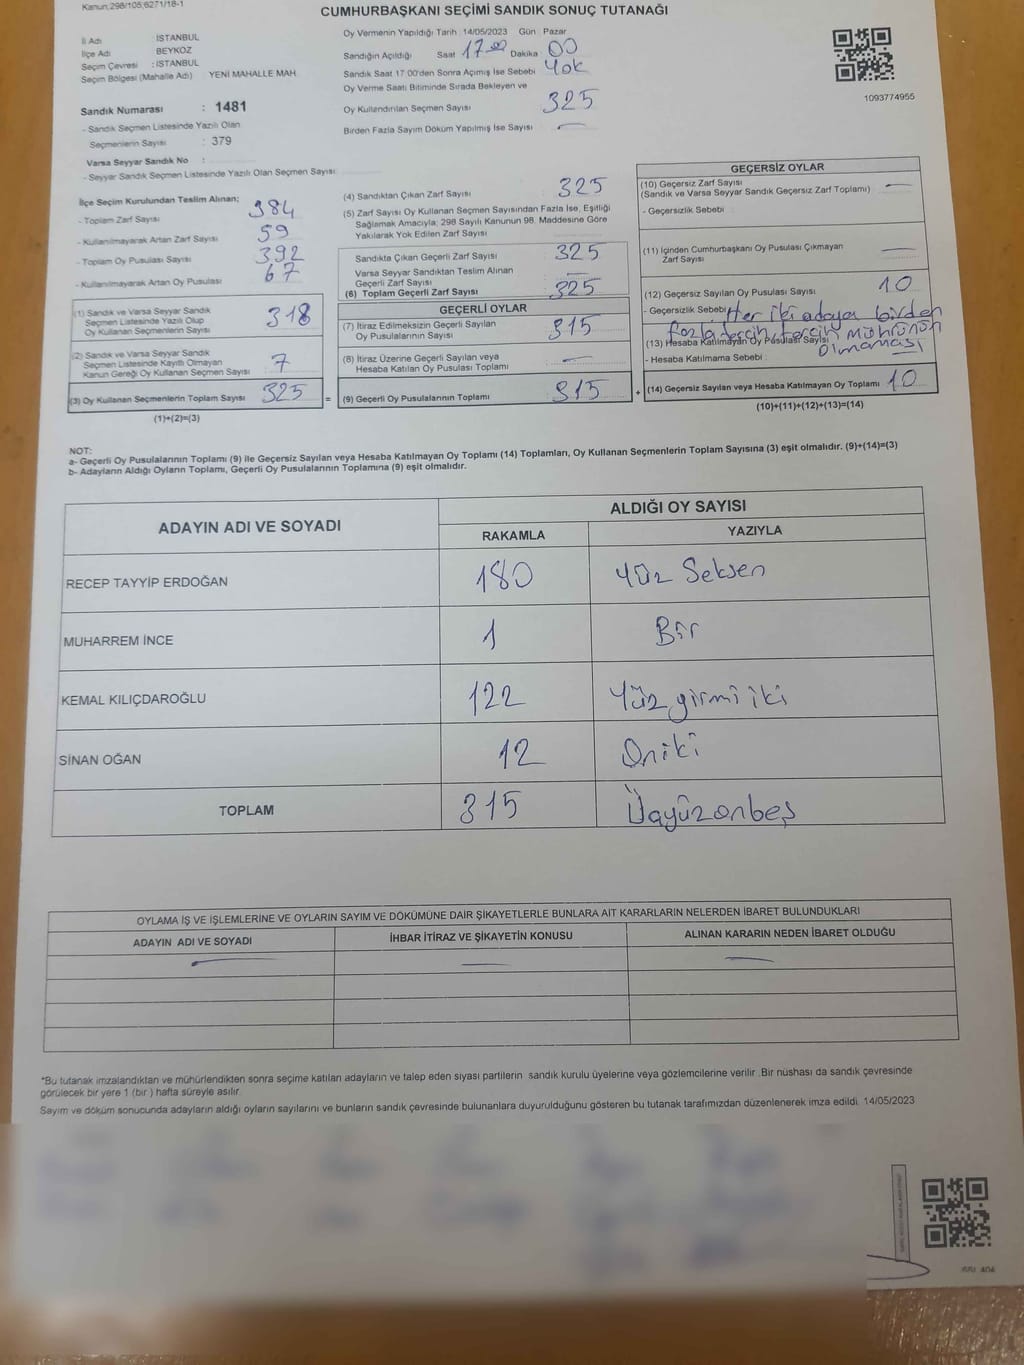 Kanun;298/105;6271/18-1
CUMHURBAŞKANI SEÇİMİ SANDIK SONUÇ TUTANAĞI
İl Adı İSTANBUL
İlçe Adı BEYKOZ
Seçim Çevresi : İSTANBUL
Seçim Bölgesi (Mahalle Adı) YENİ MAHALLE MAH.
Sandık Numarası : 1481
- Sandık Seçmen Listesinde Yazılı Olan
Seçmenlerin Sayısı : 379
Varsa Seyyar Sandık No :
- Seyyar Sandık Seçmen Listesinde Yazılı Olan Seçmen Sayısı:
Oy Vermenin Yapıldığı Tarih :14/05/2023 Gün Pazar
Sandığın Açıldığı Saat 17:00 Dakika 00
Sandık Saat 17:00'den Sonra Açımış İse Sebebi Yok
Oy Verme Saati Bitiminde Sırada Bekleyen ve
Oy Kullandırılan Seçmen Sayısı 325
Birden Fazla Sayım Döküm Yapılmış İse Sayısı —
1093774955
İlçe Seçim Kurulundan Teslim Alınan;
- Toplam Zarf Sayısı 384
- Kullanılmayarak Artan Zarf Sayısı 59
- Toplam Oy Pusulası Sayısı 392
- Kullanılmayarak Artan Oy Pusulası 67
(1) Sandık ve Varsa Seyyar Sandık
Seçmen Listesinde Yazılı Olup
Oy Kullanan Seçmenlerin Sayısı 318
(2) Sandık ve Varsa Seyyar Sandık
Seçmen Listesinde Kayıtlı Olmayan
Kanun Gereği Oy Kullanan Seçmen Sayısı 7
(3) Oy Kullanan Seçmenlerin Toplam Sayısı 325 =
(1)+(2)=(3)
(4) Sandıktan Çıkan Zarf Sayısı 325
(5) Zarf Sayısı Oy Kullanan Seçmen Sayısından Fazla İse, Eşitliği
Sağlamak Amacıyla; 298 Sayılı Kanunun 98. Maddesine Göre
Yakılarak Yok Edilen Zarf Sayısı
Sandıkta Çıkan Geçerli Zarf Sayısı 325
Varsa Seyyar Sandıktan Teslim Alınan
Geçerli Zarf Sayısı —
(6) Toplam Geçerli Zarf Sayısı 325
GEÇERLİ OYLAR
(7) İtiraz Edilmeksizin Geçerli Sayılan
Oy Pusulalarının Sayısı 315
(8) İtiraz Üzerine Geçerli Sayılan veya
Hesaba Katılan Oy Pusulası Toplamı —
(9) Geçerli Oy Pusulalarının Toplamı 315 +
GEÇERSİZ OYLAR
(10) Geçersiz Zarf Sayısı
(Sandık ve Varsa Seyyar Sandık Geçersiz Zarf Toplamı) —
- Geçersizlik Sebebi
(11) İçinden Cumhurbaşkanı Oy Pusulası Çıkmayan
Zarf Sayısı —
(12) Geçersiz Sayılan Oy Pusulası Sayısı 10
- Geçersizlik Sebebi Her iki adaya birden
fazla tercih, tercih mührünün
(13) Hesaba Katılmayan Oy Pusulası Sayısı olmaması
- Hesaba Katılmama Sebebi
(14) Geçersiz Sayılan veya Hesaba Katılmayan Oy Toplamı 10
(10)+(11)+(12)+(13)=(14)
NOT:
a- Geçerli Oy Pusulalarının Toplamı (9) ile Geçersiz Sayılan veya Hesaba Katılmayan Oy Toplamı (14) Toplamları, Oy Kullanan Seçmenlerin Toplam Sayısına (3) eşit olmalıdır. (9)+(14)=(3)
b- Adayların Aldığı Oyların Toplamı, Geçerli Oy Pusulalarının Toplamına (9) eşit olmalıdır.
ADAYIN ADI VE SOYADI ALDIĞI OY SAYISI
RAKAMLA YAZIYLA
RECEP TAYYİP ERDOĞAN 180 Yüz Seksen
MUHARREM İNCE 1 Bir
KEMAL KILIÇDAROĞLU 122 Yüz girmi iki
SİNAN OĞAN 12 Oniki
TOPLAM 315 Üçyüzonbeş
OYLAMA İŞ VE İŞLEMLERİNE VE OYLARIN SAYIM VE DÖKÜMÜNE DAİR ŞİKAYETLERLE BUNLARA AİT KARARLARIN NELERDEN İBARET BULUNDUKLARI
ADAYIN ADI VE SOYADI İHBAR İTİRAZ VE ŞİKAYETİN KONUSU ALINAN KARARIN NEDEN İBARET OLDUĞU
— — —
*Bu tutanak imzalandıktan ve mühürlendikten sonra seçime katılan adayların ve talep eden siyasi partilerin sandık kurulu üyelerine veya gözlemcilerine verilir. Bir nüshası da sandık çevresinde
görülecek bir yere 1 (bir ) hafta süreyle asılır.
Sayım ve döküm sonucunda adayların aldığı oyların sayılarını ve bunların sandık çevresinde bulunanlara duyurulduğunu gösteren bu tutanak tarafımızdan düzenlenerek imza edildi. 14/05/2023